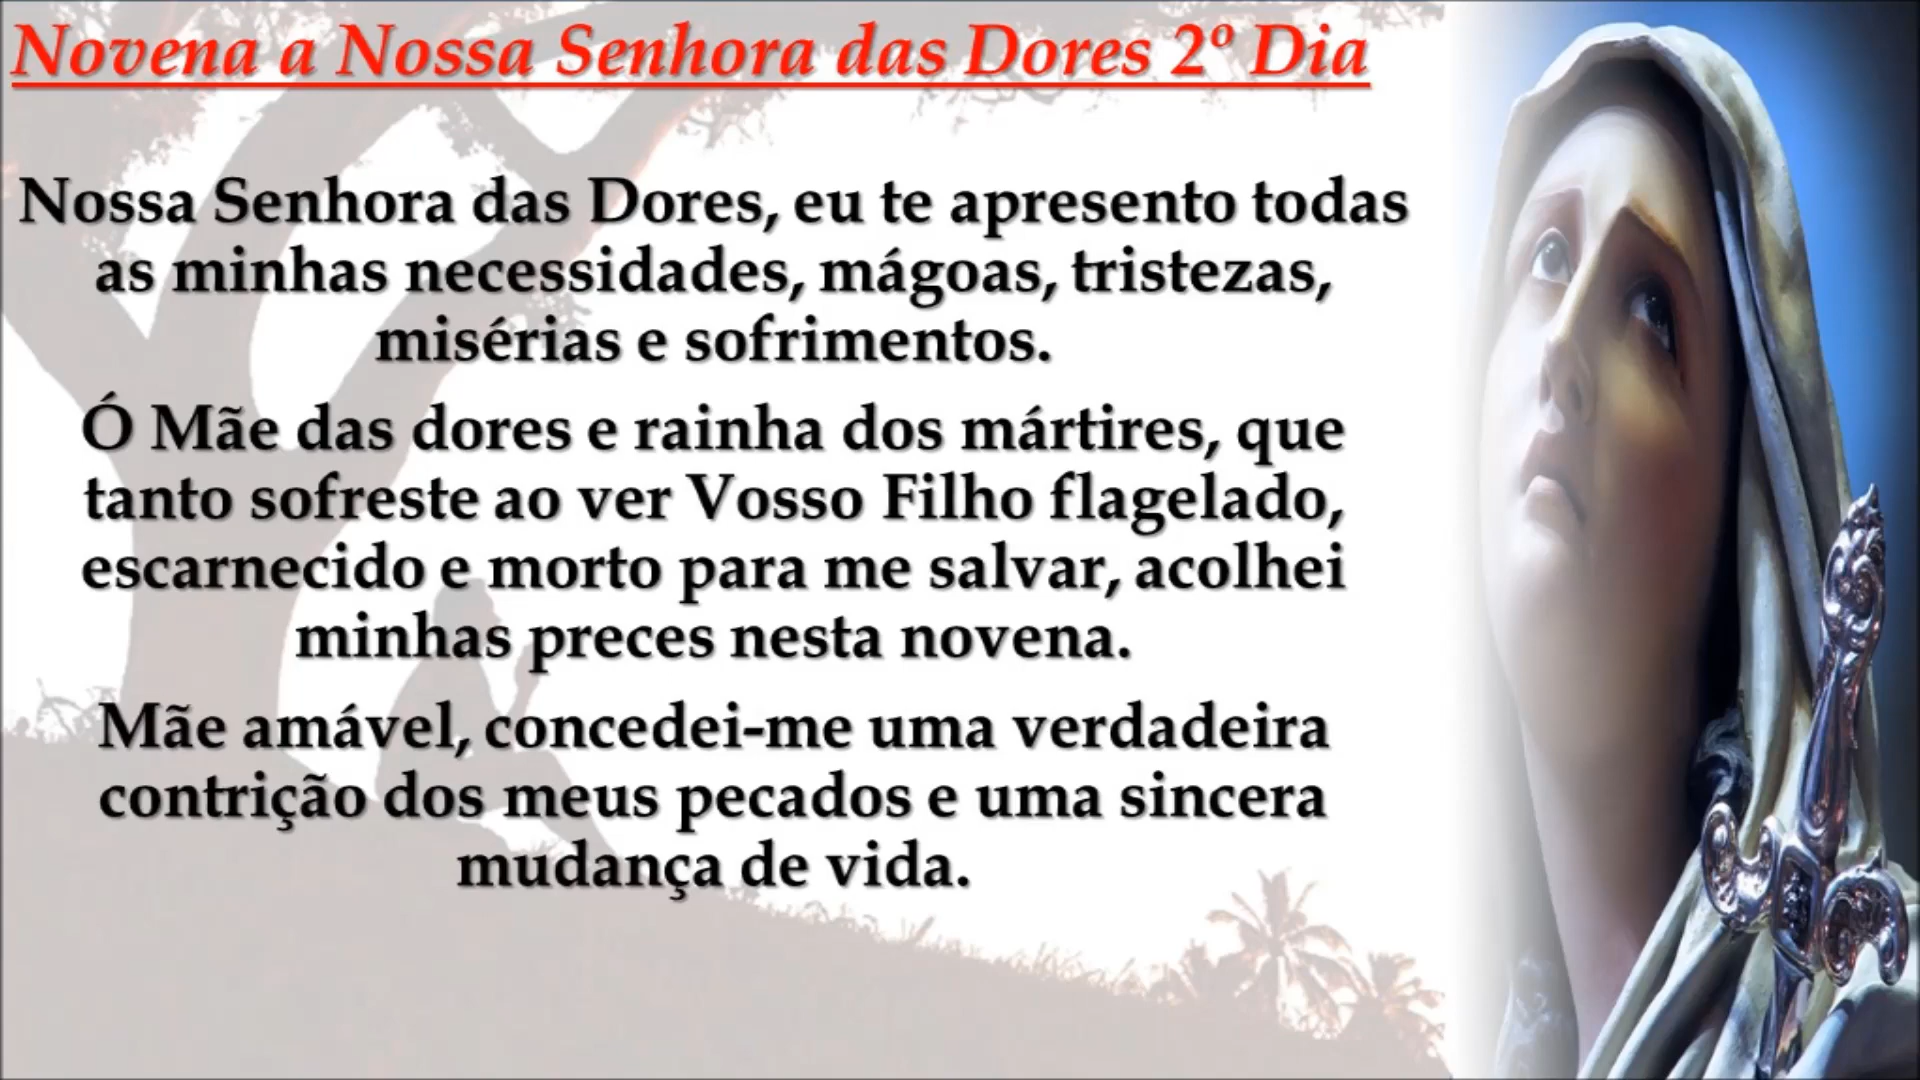 Novena a Nossa Senhora das Dores 2º Dia
Nossa Senhora das Dores, eu te apresento todas
as minhas necessidades, mágoas, tristezas,
misérias e sofrimentos.
Ó Mãe das dores e rainha dos mártires, que
tanto sofreste ao ver Vosso Filho flagelado,
escarnecido e morto para me salvar, acolhei
minhas preces nesta novena.
Mãe amável, concedei-me uma verdadeira
contrição dos meus pecados e uma sincera
mudança de vida.